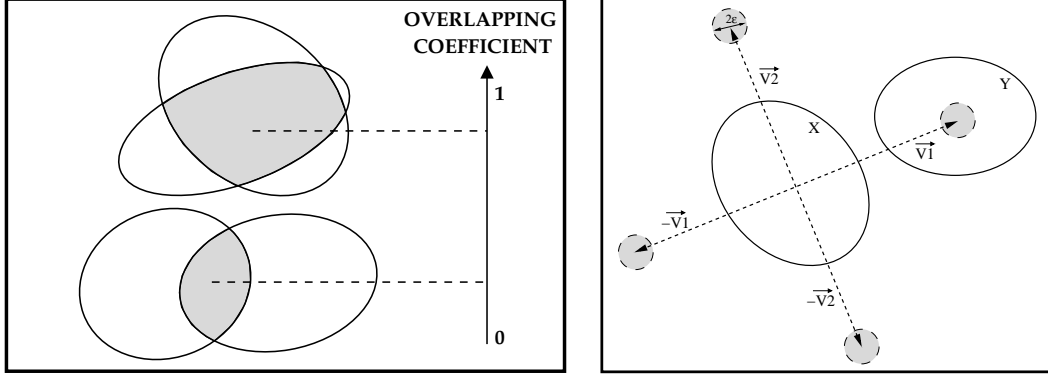 OVERLAPPING
COEFFICIENT
1
0
2ε
V2
X
Y
V1
−V1
−V2